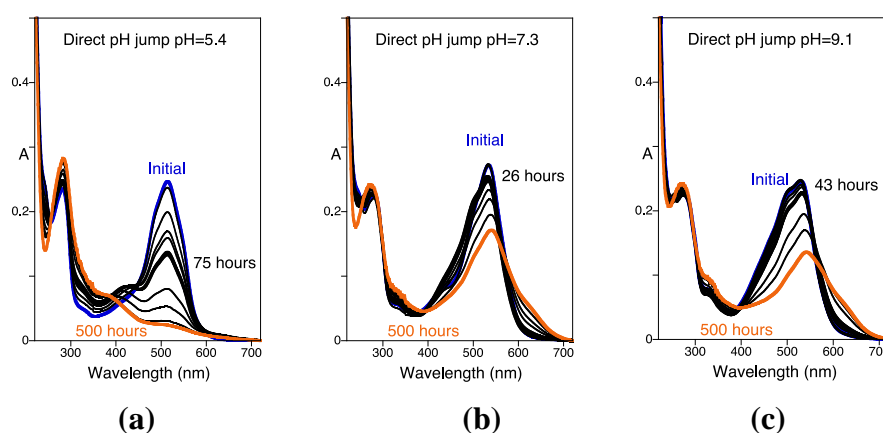 Direct pH jump pH=5.4
0.4
A
Initial
0.2
75 hours
500 hours
0
300 400 500 600 700
Wavelength (nm)
(a)
Direct pH jump pH=7.3
0.4
A
Initial
26 hours
0.2
500 hours
0
300 400 500 600 700
Wavelength (nm)
(b)
Direct pH jump pH=9.1
0.4
A
Initial
43 hours
0.2
500 hours
0
300 400 500 600 700
Wavelength (nm)
(c)